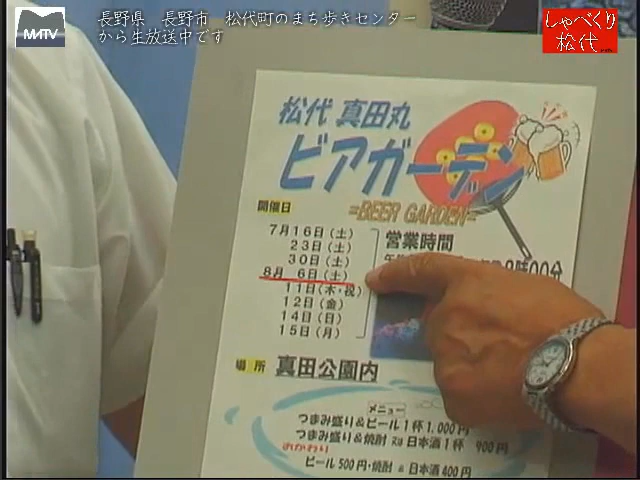 MATV
長野県　長野市　松代町のまち歩きセンター
から生放送中です
しゃべくり
松代
松代 真田丸
ビアガーデン
=BEER GARDEN=
開催日
7月16日(土)
23日(土)
30日(土)
8月 6日(土)
11日(木・祝)
12日(金)
14日(日)
15日(月)
営業時間
9時00分
場所 真田公園内
メニュー
つまみ盛り&ビール1杯 1,000円
つまみ盛り&焼酎 又は 日本酒1杯 900円
おかわり
ビール 500円・焼酎 & 日本酒 400円